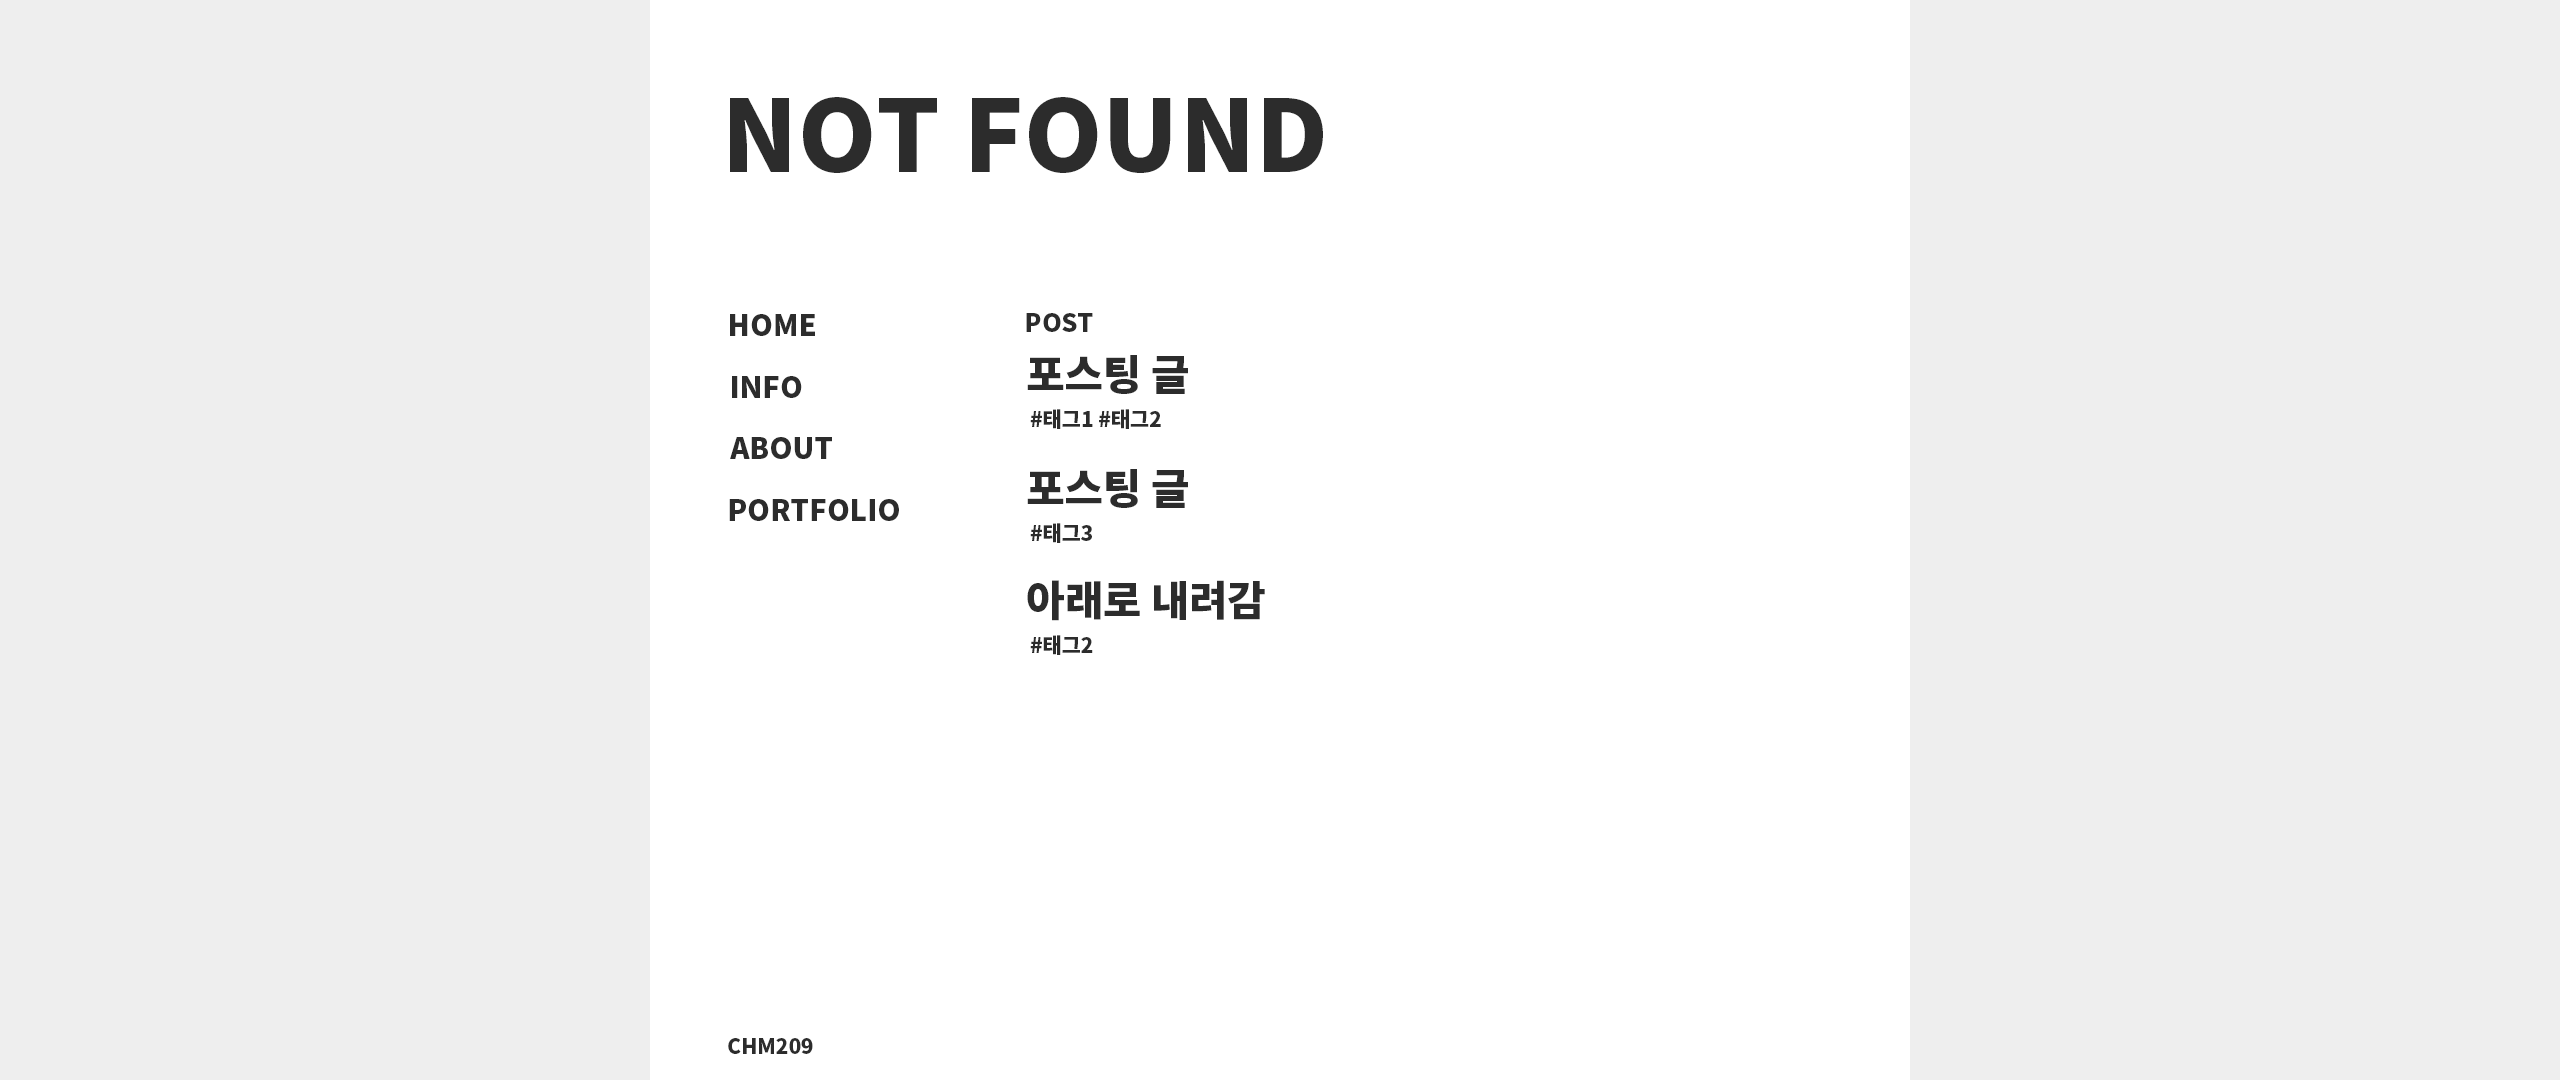 NOT FOUND
HOME
INFO
ABOUT
PORTFOLIO
POST
포스팅 글
#태그1 #태그2
포스팅 글
#태그3
아래로 내려감
#태그2
CHM209